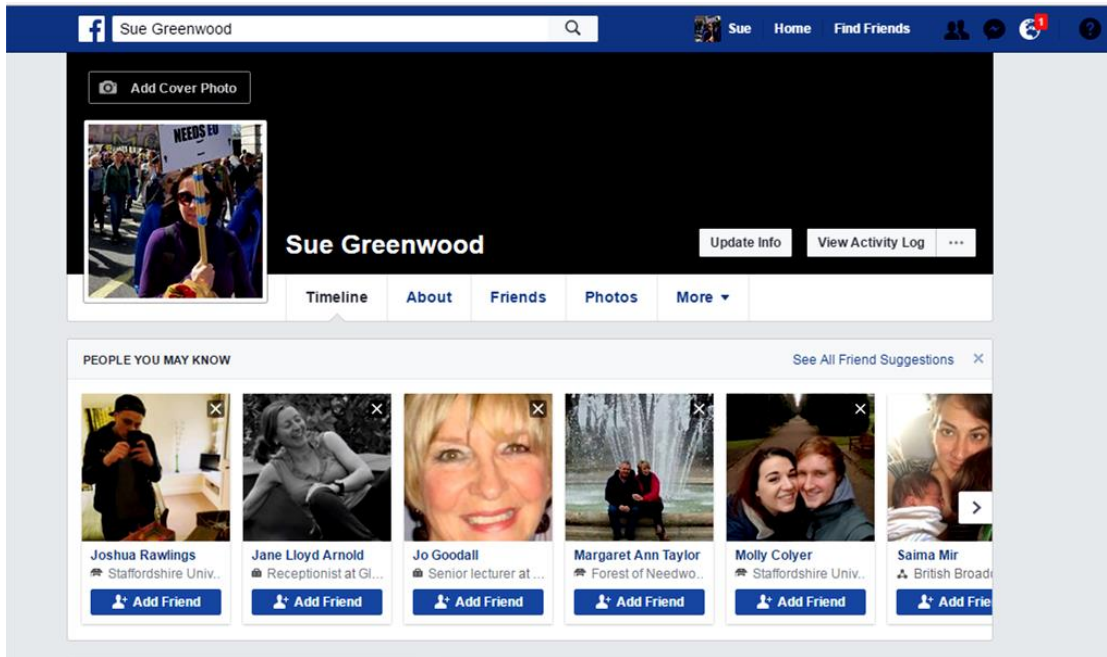 f
Sue Greenwood
Sue Home Find Friends 1 ?
Add Cover Photo
NEEDS EU
Sue Greenwood
Update Info View Activity Log ...
Timeline About Friends Photos More
PEOPLE YOU MAY KNOW See All Friend Suggestions
Joshua Rawlings Jane Lloyd Arnold Jo Goodall Margaret Ann Taylor Molly Colyer Saima Mir
Staffordshire Univ.. Receptionist at Gl... Senior lecturer at ... Forest of Needwo.. Staffordshire Univ.. British Broad
Add Friend Add Friend Add Friend Add Friend Add Friend Add Frie